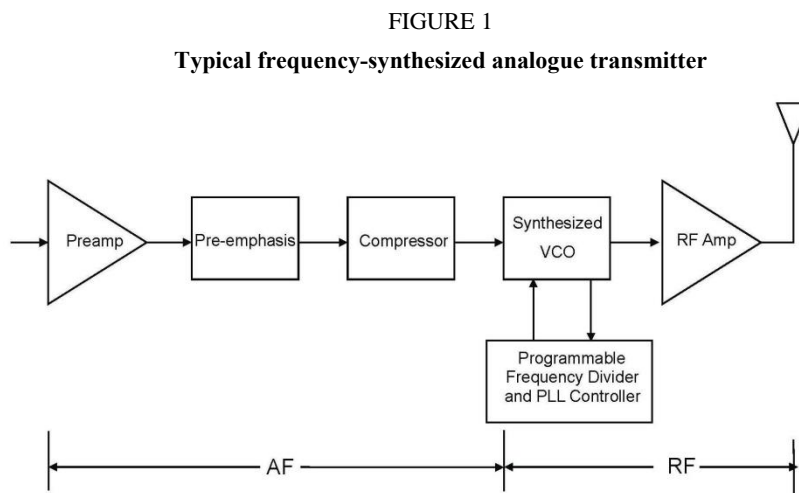 FIGURE 1
Typical frequency-synthesized analogue transmitter
Preamp
Pre-emphasis
Compressor
Synthesized
VCO
RF Amp
Programmable
Frequency Divider
and PLL Controller
AF
RF